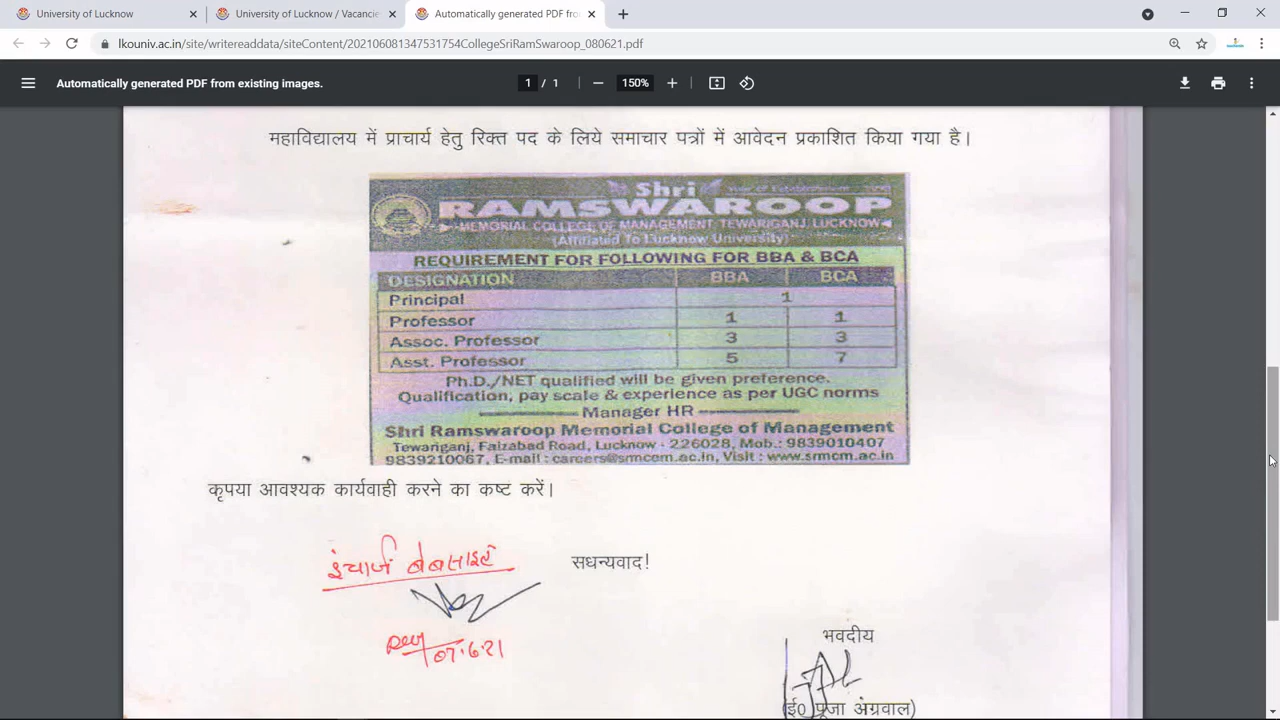 University of Lucknow
University of Lucknow / Vacancie
Automatically generated PDF from
lkouniv.ac.in/site/writereaddata/siteContent/202106081347531754CollegeSriRamSwaroop_080621.pdf
Automatically generated PDF from existing images.
1 / 1
150%
महाविद्यालय में प्राचार्य हेतु रिक्त पद के लिये समाचार पत्रों में आवेदन प्रकाशित किया गया है।
Shri
RAMSWAROOP
MEMORIAL COLLEGE OF MANAGEMENT TEWARIGANJ LUCKNOW
(Affiliated To Lucknow University)
REQUIREMENT FOR FOLLOWING FOR BBA & BCA
DESIGNATION BBA BCA
Principal 1
Professor 1 1
Assoc. Professor 3 3
Asst. Professor 5 7
Ph.D./NET qualified will be given preference.
Qualification, pay scale & experience as per UGC norms
Manager HR
Shri Ramswaroop Memorial College of Management
Tewariganj, Faizabad Road, Lucknow - 226028, Mob.: 9839010407
9839210067, E-mail : careers@srmcem.ac.in, Visit : www.srmcm.ac.in
कृपया आवश्यक कार्यवाही करने का कष्ट करें।
इंचार्ज बेबसाइट
सधन्यवाद!
07.6.21
भवदीय
(ई0 पूजा अग्रवाल)